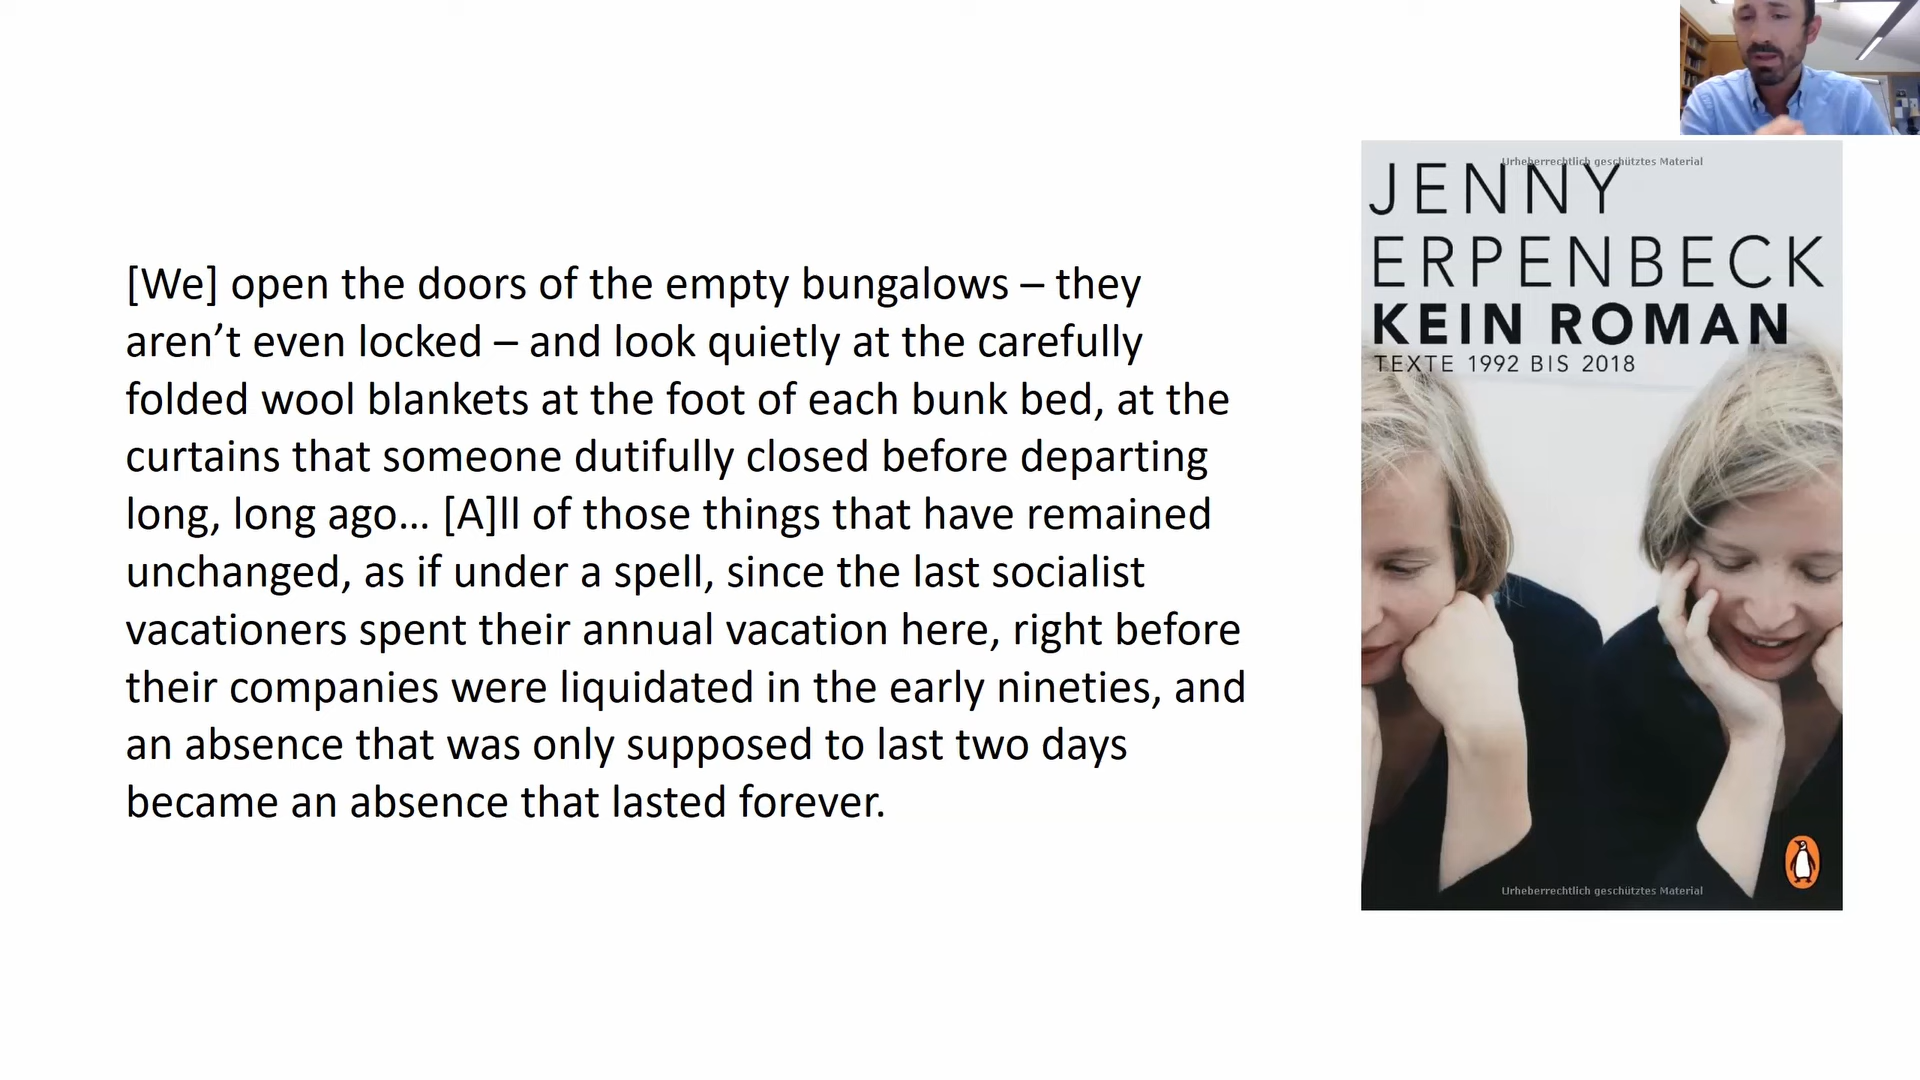 [We] open the doors of the empty bungalows – they
aren’t even locked – and look quietly at the carefully
folded wool blankets at the foot of each bunk bed, at the
curtains that someone dutifully closed before departing
long, long ago... [A]ll of those things that have remained
unchanged, as if under a spell, since the last socialist
vacationers spent their annual vacation here, right before
their companies were liquidated in the early nineties, and
an absence that was only supposed to last two days
became an absence that lasted forever.
Urheberrechtlich geschütztes Material
JENNY
ERPENBECK
KEIN ROMAN
TEXTE 1992 BIS 2018
Urheberrechtlich geschütztes Material